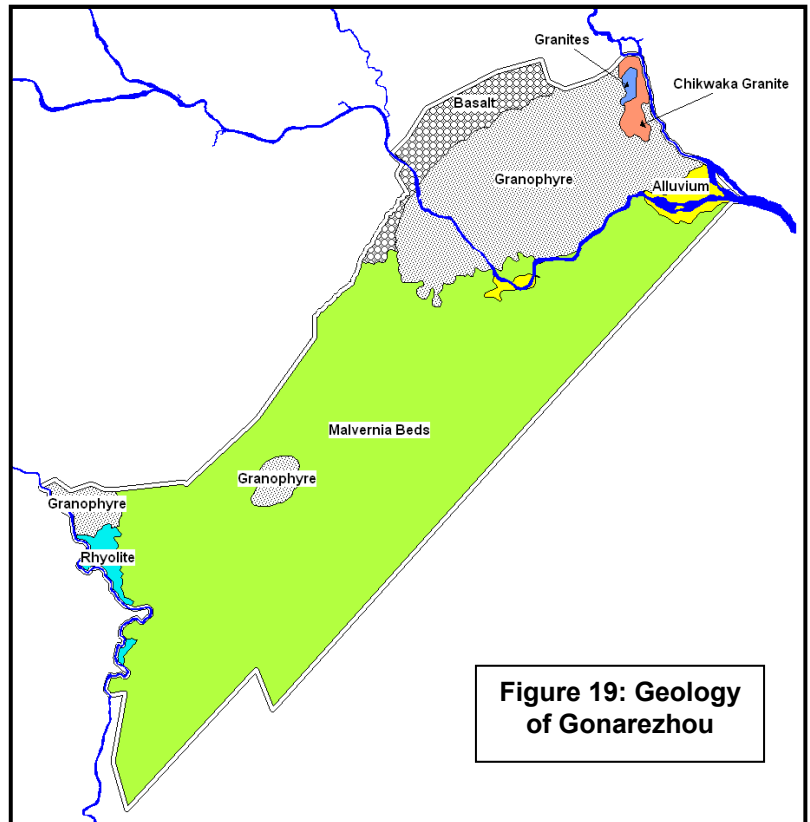 Granites
Chikwaka Granite
Basalt
Granophyre
Alluvium
Malvernia Beds
Granophyre
Granophyre
Rhyolite
Figure 19: Geology
of Gonarezhou